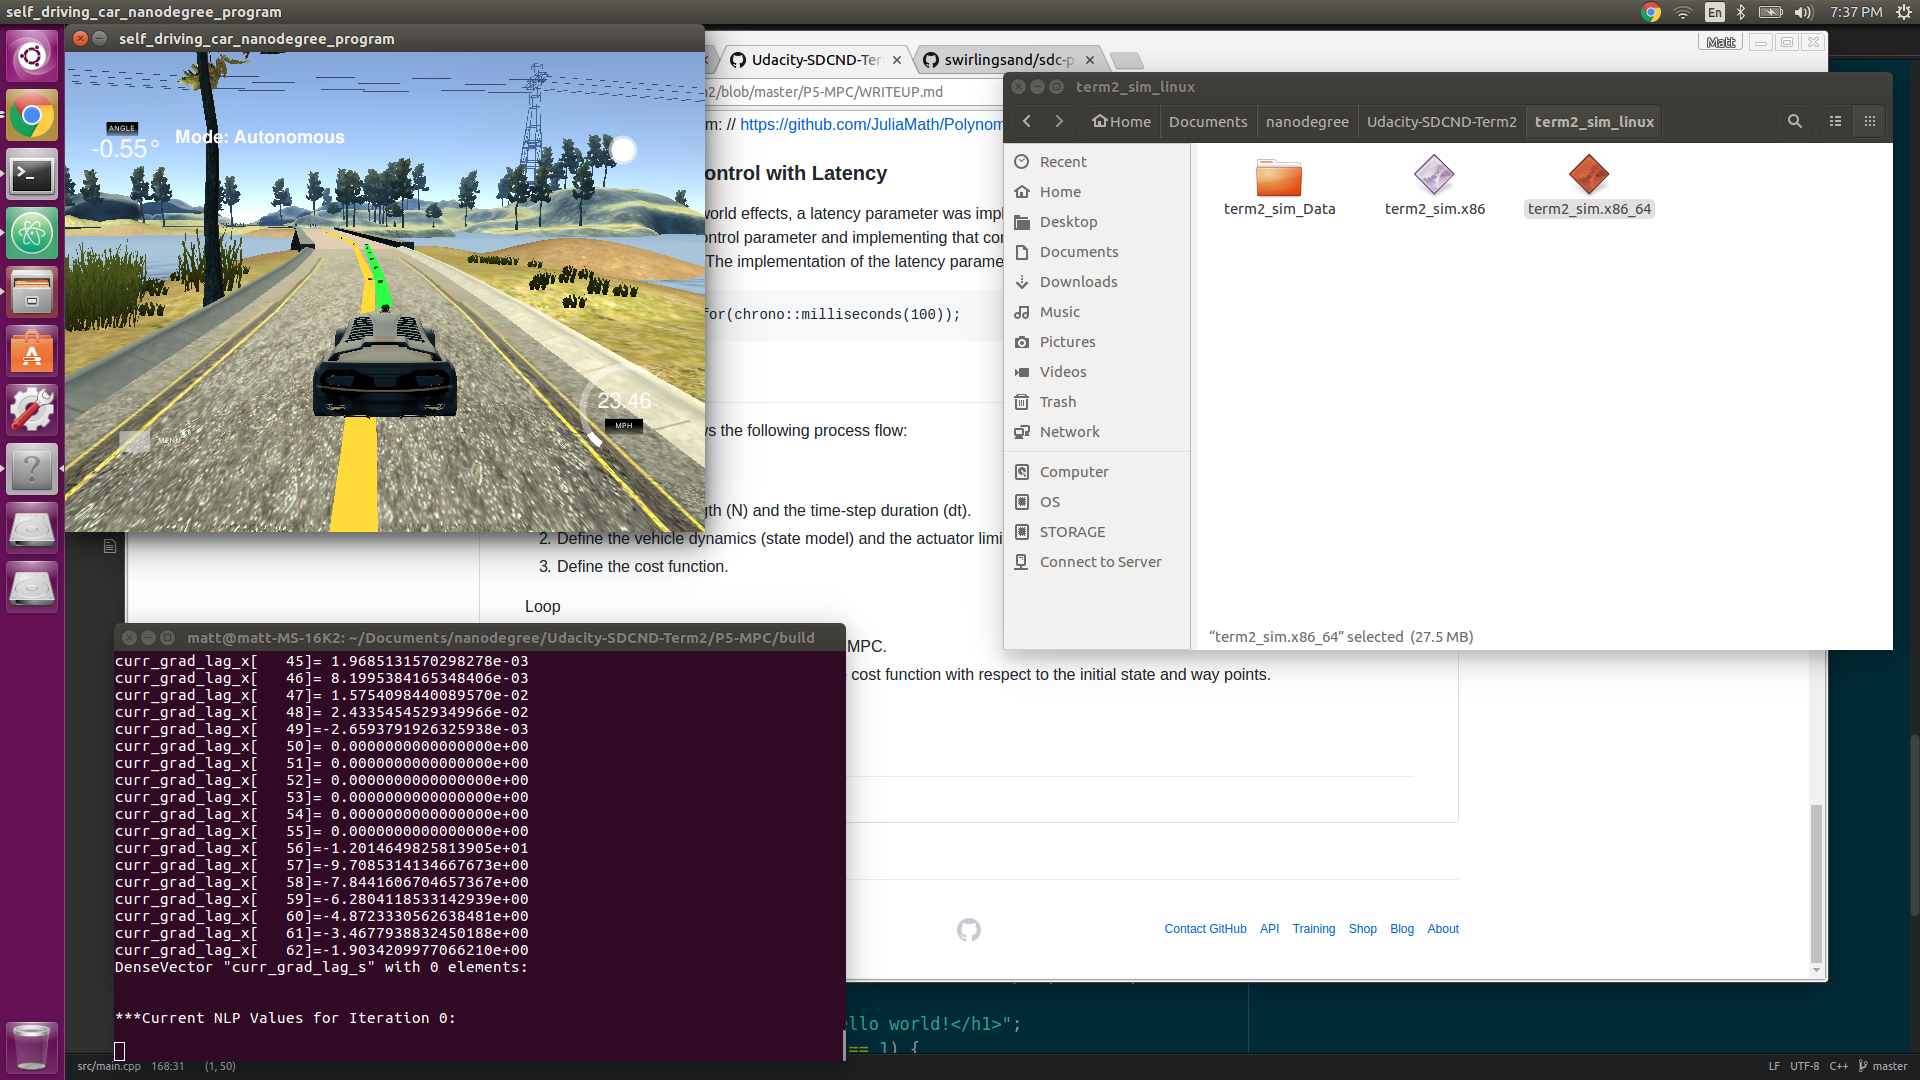 self_driving_car_nanodegree_program
En
7:37 PM
self_driving_car_nanodegree_program
ANGLE
-0.55°
Mode: Autonomous
23.46
MPH
MENU
Udacity-SDCND-Ter
swirlingsand/sdc-p
Matt
2/blob/master/P5-MPC/WRITEUP.md
m: // https://github.com/JuliaMath/Polynom
ontrol with Latency
world effects, a latency parameter was impl
ontrol parameter and implementing that con
The implementation of the latency parame
for(chrono::milliseconds(100));
s the following process flow:
gth (N) and the time-step duration (dt).
2. Define the vehicle dynamics (state model) and the actuator limi
3. Define the cost function.
Loop
MPC.
cost function with respect to the initial state and way points.
Contact GitHub API Training Shop Blog About
term2_sim_linux
Home Documents nanodegree Udacity-SDCND-Term2 term2_sim_linux
Recent
Home
Desktop
Documents
Downloads
Music
Pictures
Videos
Trash
Network
Computer
OS
STORAGE
Connect to Server
term2_sim_Data
term2_sim.x86
term2_sim.x86_64
“term2_sim.x86_64” selected (27.5 MB)
matt@matt-MS-16K2: ~/Documents/nanodegree/Udacity-SDCND-Term2/P5-MPC/build
curr_grad_lag_x[ 45]= 1.9685131570298278e-03
curr_grad_lag_x[ 46]= 8.1995384165348406e-03
curr_grad_lag_x[ 47]= 1.5754098440089570e-02
curr_grad_lag_x[ 48]= 2.4335454529349966e-02
curr_grad_lag_x[ 49]=-2.6593791926325938e-03
curr_grad_lag_x[ 50]= 0.0000000000000000e+00
curr_grad_lag_x[ 51]= 0.0000000000000000e+00
curr_grad_lag_x[ 52]= 0.0000000000000000e+00
curr_grad_lag_x[ 53]= 0.0000000000000000e+00
curr_grad_lag_x[ 54]= 0.0000000000000000e+00
curr_grad_lag_x[ 55]= 0.0000000000000000e+00
curr_grad_lag_x[ 56]=-1.2014649825813905e+01
curr_grad_lag_x[ 57]=-9.7085314134667673e+00
curr_grad_lag_x[ 58]=-7.8441606704657367e+00
curr_grad_lag_x[ 59]=-6.2804118533142939e+00
curr_grad_lag_x[ 60]=-4.8723330562638481e+00
curr_grad_lag_x[ 61]=-3.4677938832450188e+00
curr_grad_lag_x[ 62]=-1.9034209977066210e+00
DenseVector "curr_grad_lag_s" with 0 elements:
***Current NLP Values for Iteration 0:
llo world!</h1>";
== 1) {
src/main.cpp 168:31 (1, 50)
LF UTF-8 C++ master